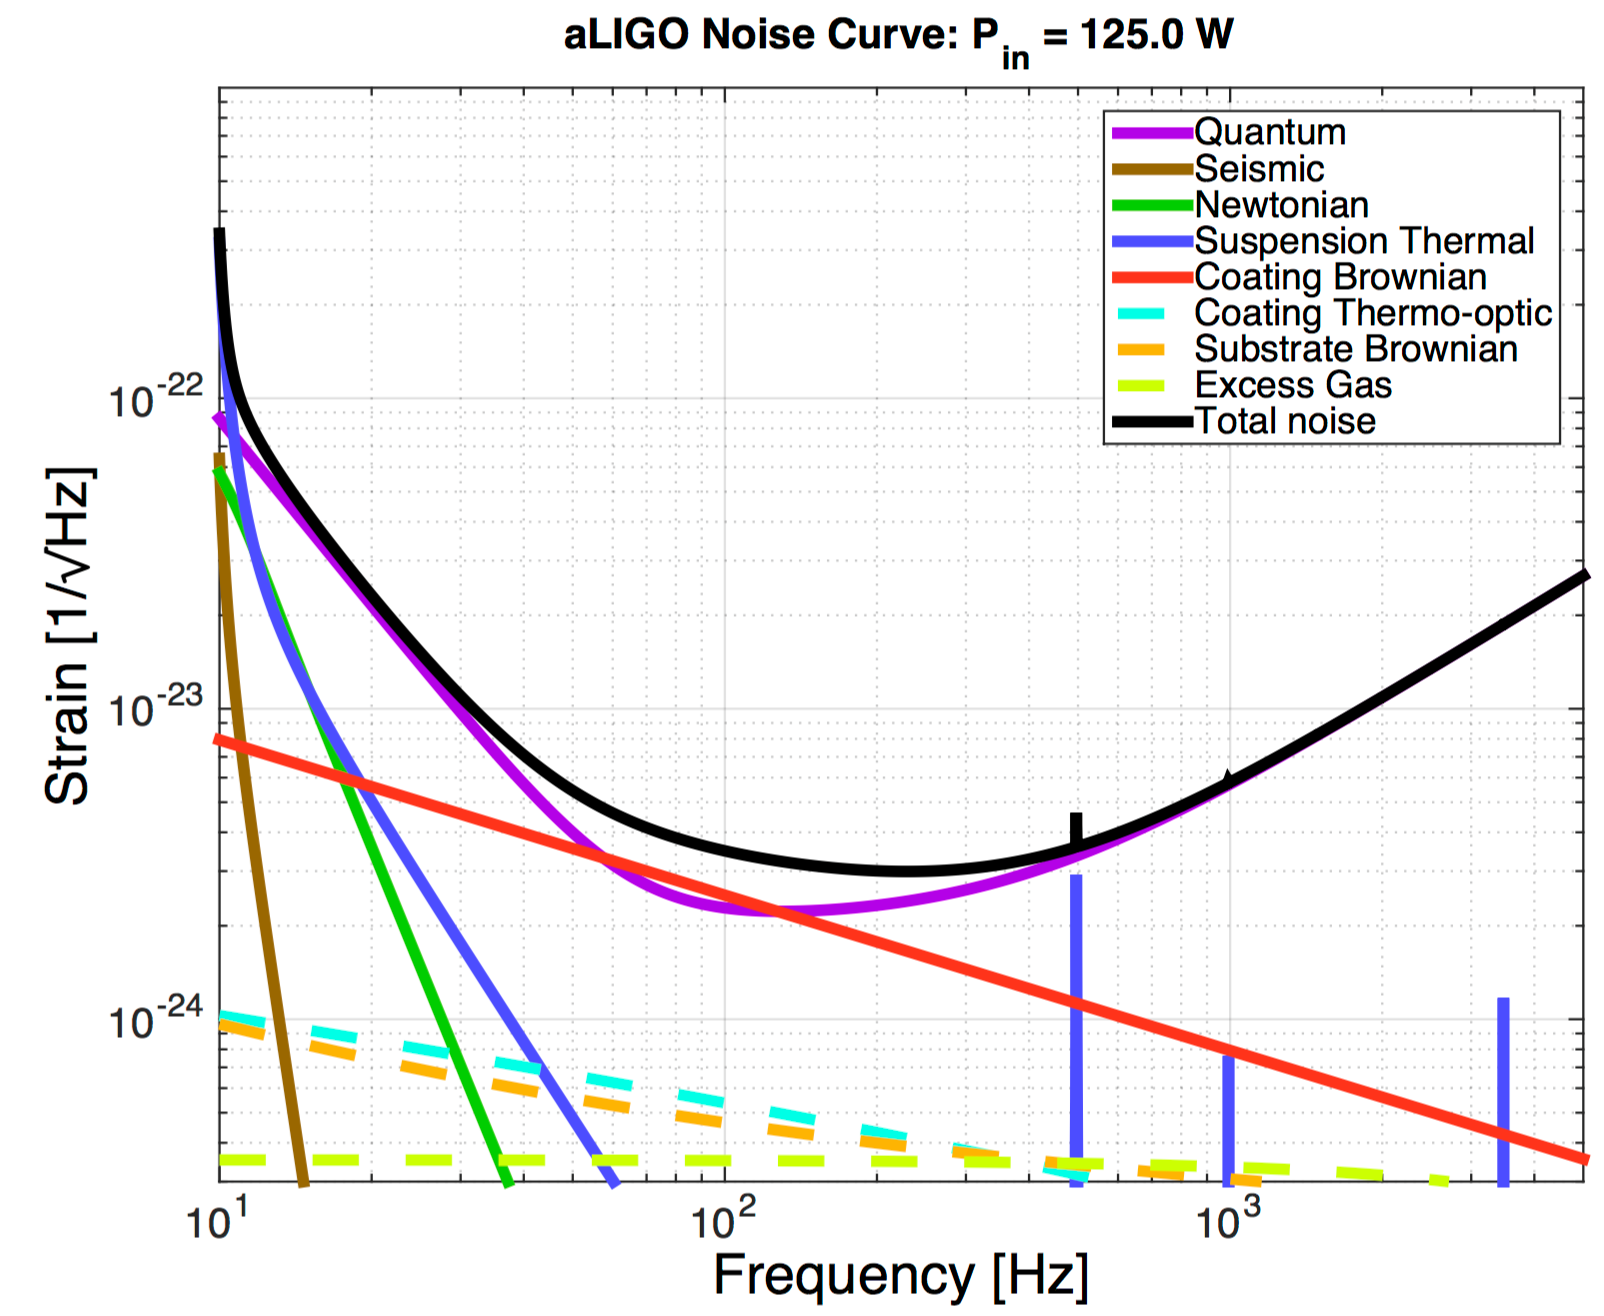 aLIGO Noise Curve: P_in = 125.0 W
Quantum
Seismic
Newtonian
Suspension Thermal
Coating Brownian
Coating Thermo-optic
Substrate Brownian
Excess Gas
Total noise
Strain [1/√Hz]
10^-22
10^-23
10^-24
10^1
10^2
10^3
Frequency [Hz]